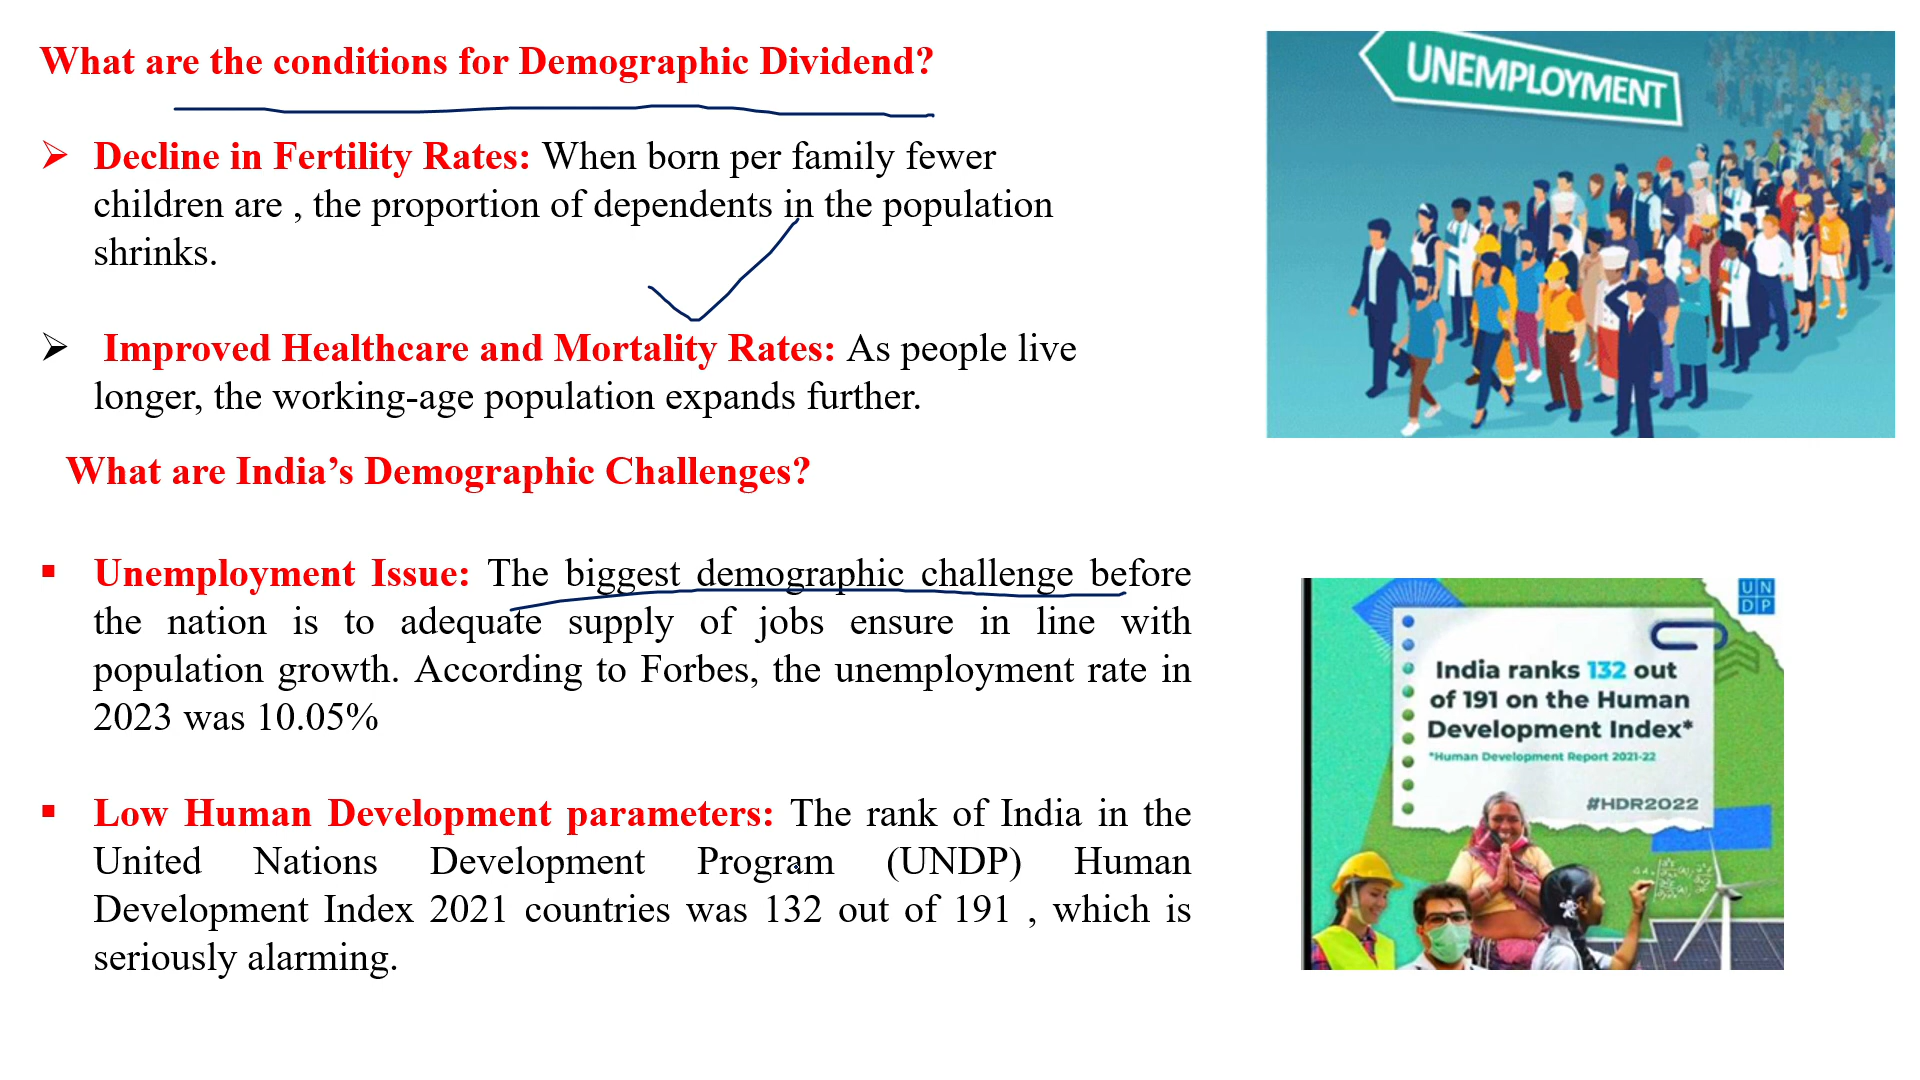 What are the conditions for Demographic Dividend?
Decline in Fertility Rates: When born per family fewer
children are , the proportion of dependents in the population
shrinks.
Improved Healthcare and Mortality Rates: As people live
longer, the working-age population expands further.
What are India’s Demographic Challenges?
Unemployment Issue: The biggest demographic challenge before
the nation is to adequate supply of jobs ensure in line with
population growth. According to Forbes, the unemployment rate in
2023 was 10.05%
Low Human Development parameters: The rank of India in the
United Nations Development Program (UNDP) Human
Development Index 2021 countries was 132 out of 191 , which is
seriously alarming.
UNEMPLOYMENT
UN
DP
India ranks 132 out
of 191 on the Human
Development Index*
*Human Development Report 2021-22
#HDR2022